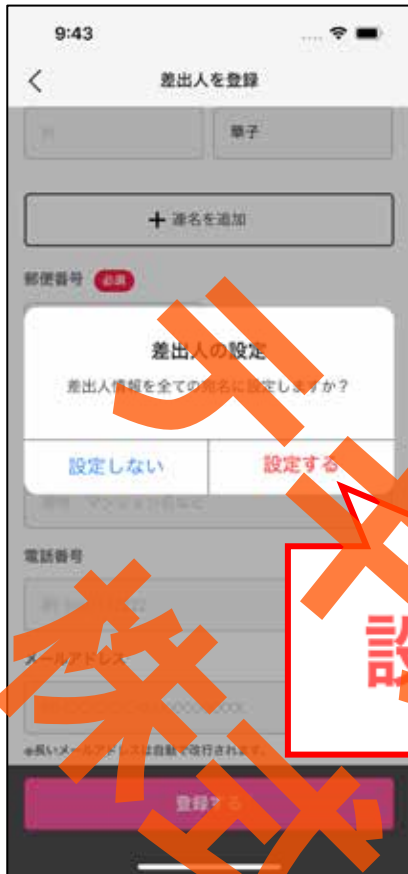 9:43
差出人を登録
華子
+ 連名を追加
郵便番号 必須
差出人の設定
差出人情報を全ての宛名に設定しますか？
設定しない
設定する
電話番号
設
メールアドレス
※長いメールアドレスは自動で改行されます。
登録する
株式